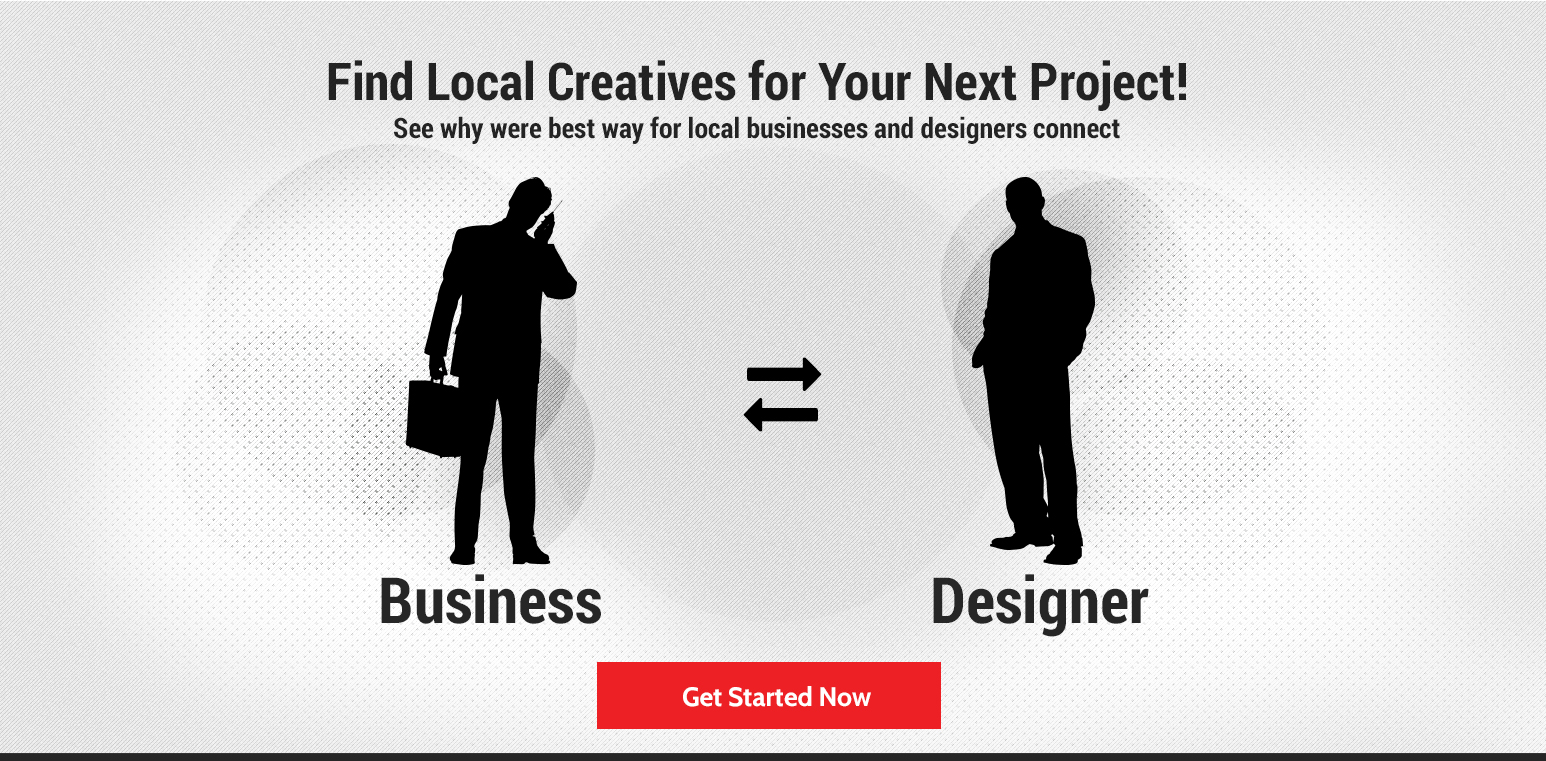 Find Local Creatives for Your Next Project!
See why were best way for local businesses and designers connect
Business
Designer
Get Started Now